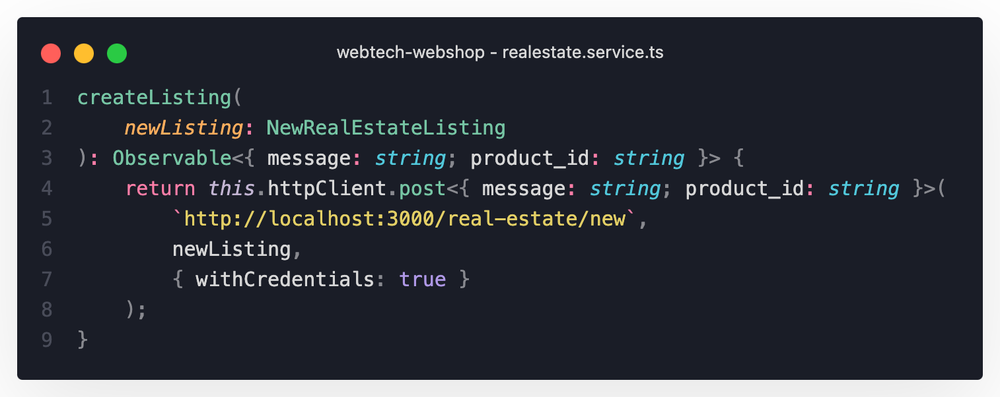 webtech-webshop - realestate.service.ts
1 createListing(
2     newListing: NewRealEstateListing
3 ): Observable<{ message: string; product_id: string }> {
4     return this.httpClient.post<{ message: string; product_id: string }>(
5         `http://localhost:3000/real-estate/new`,
6         newListing,
7         { withCredentials: true }
8     );
9 }